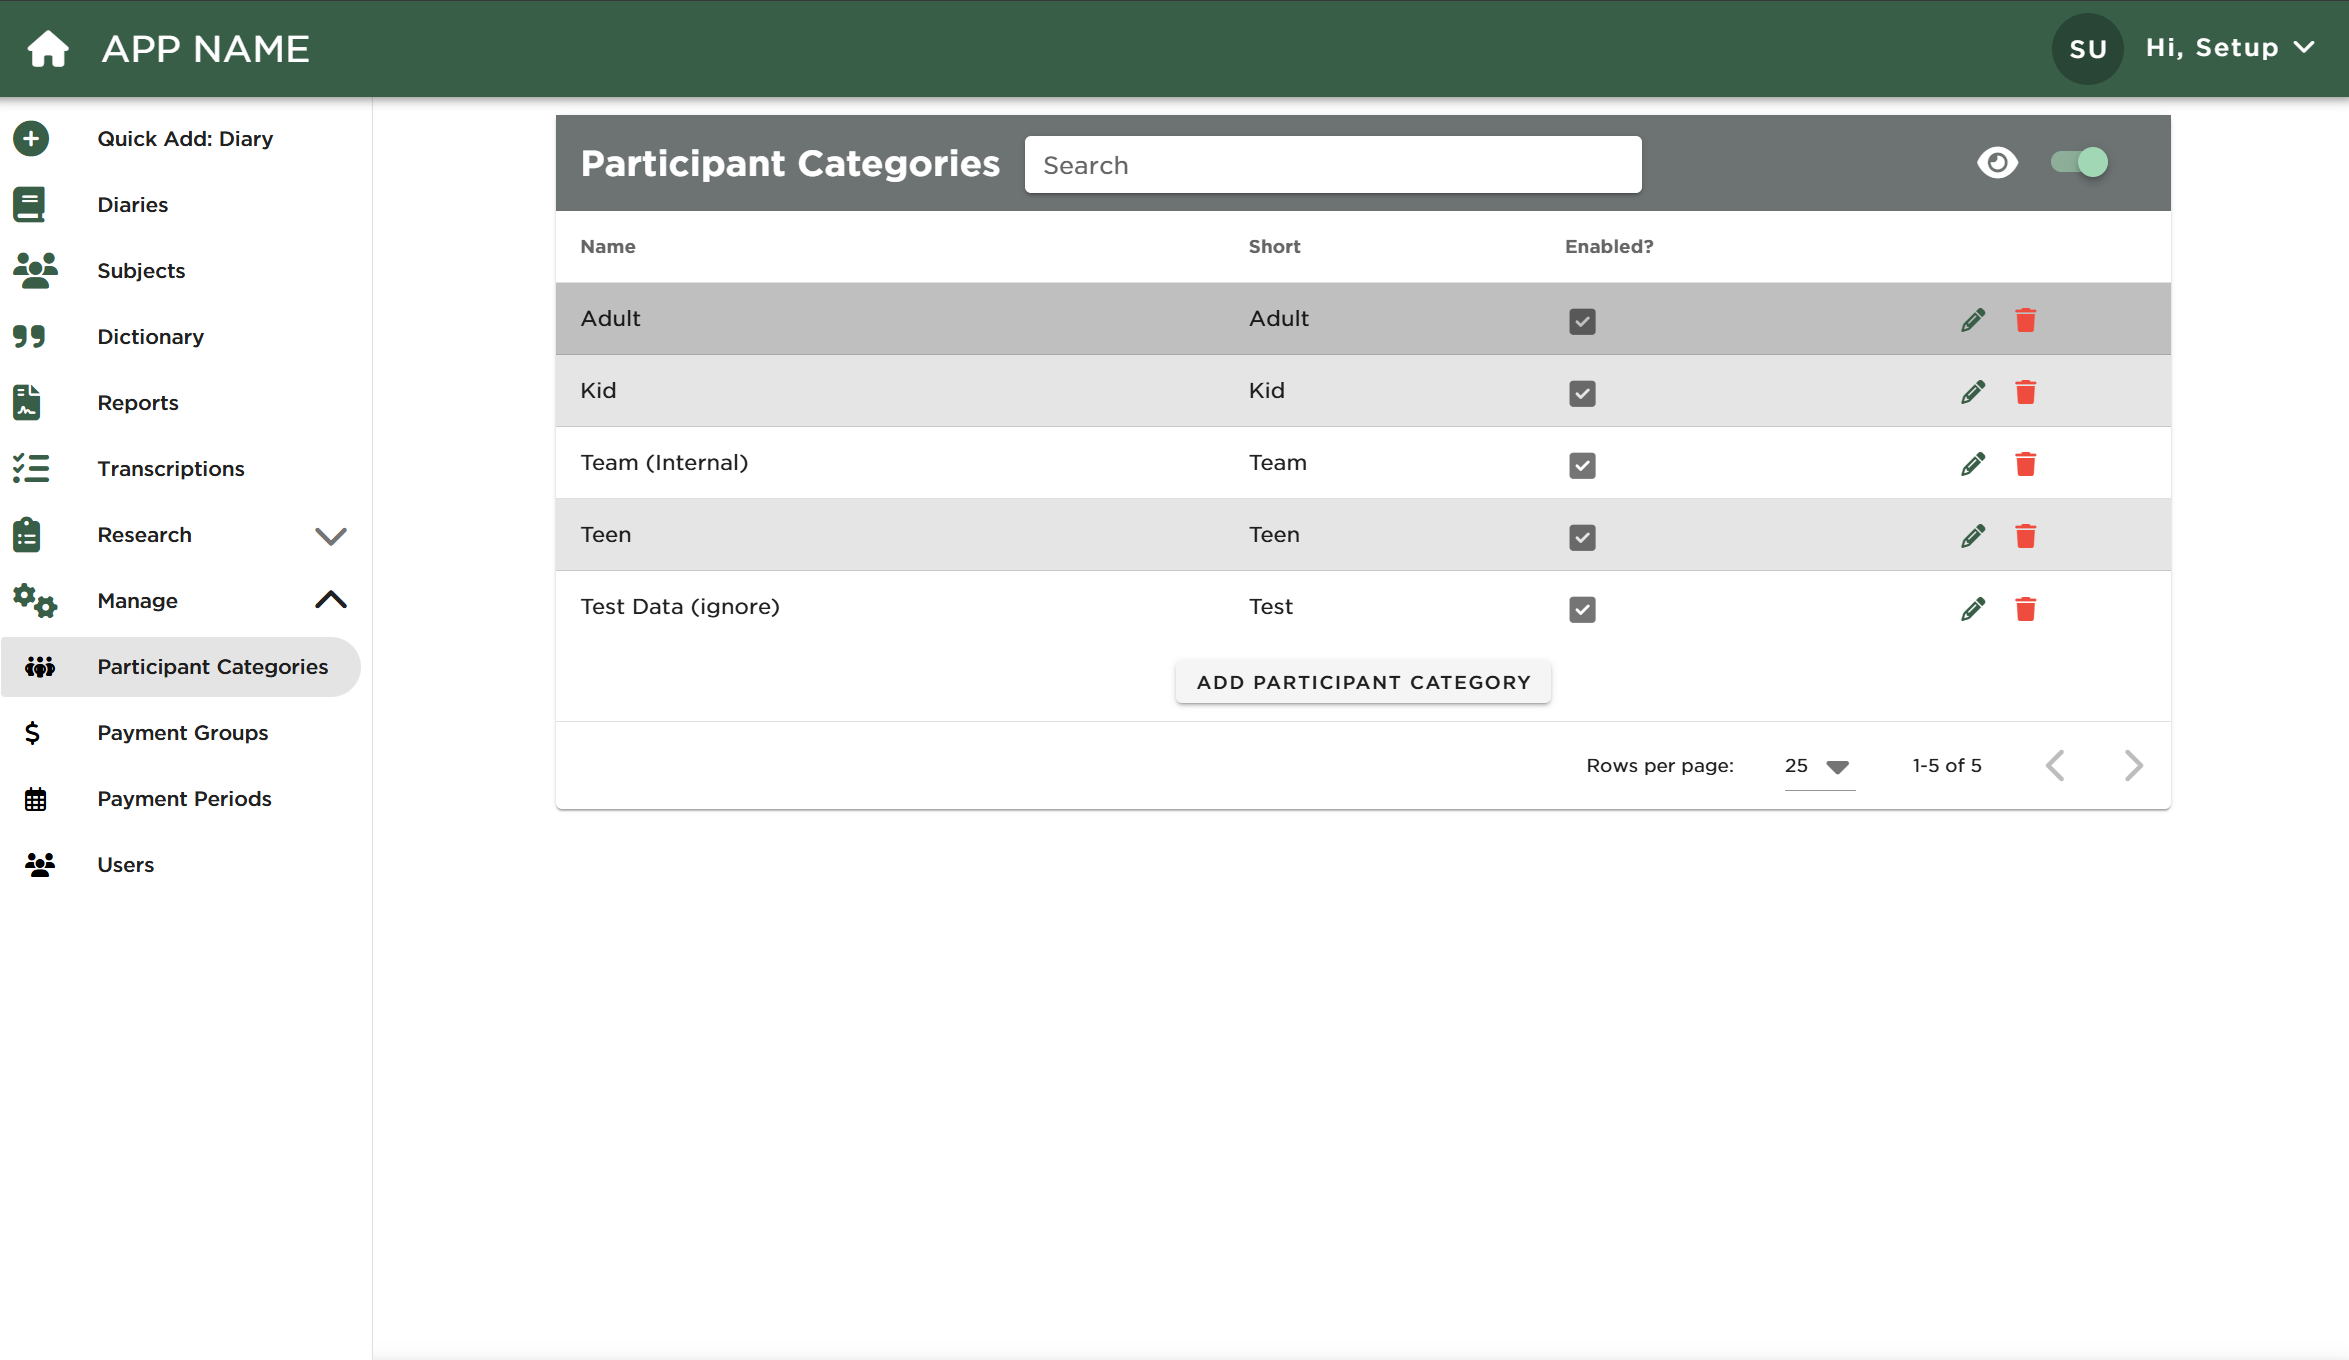 APP NAME
SU Hi, Setup
Quick Add: Diary
Diaries
Subjects
Dictionary
Reports
Transcriptions
Research
Manage
Participant Categories
Payment Groups
Payment Periods
Users
Participant Categories Search
Name Short Enabled?
Adult Adult
Kid Kid
Team (Internal) Team
Teen Teen
Test Data (ignore) Test
ADD PARTICIPANT CATEGORY
Rows per page: 25 1-5 of 5